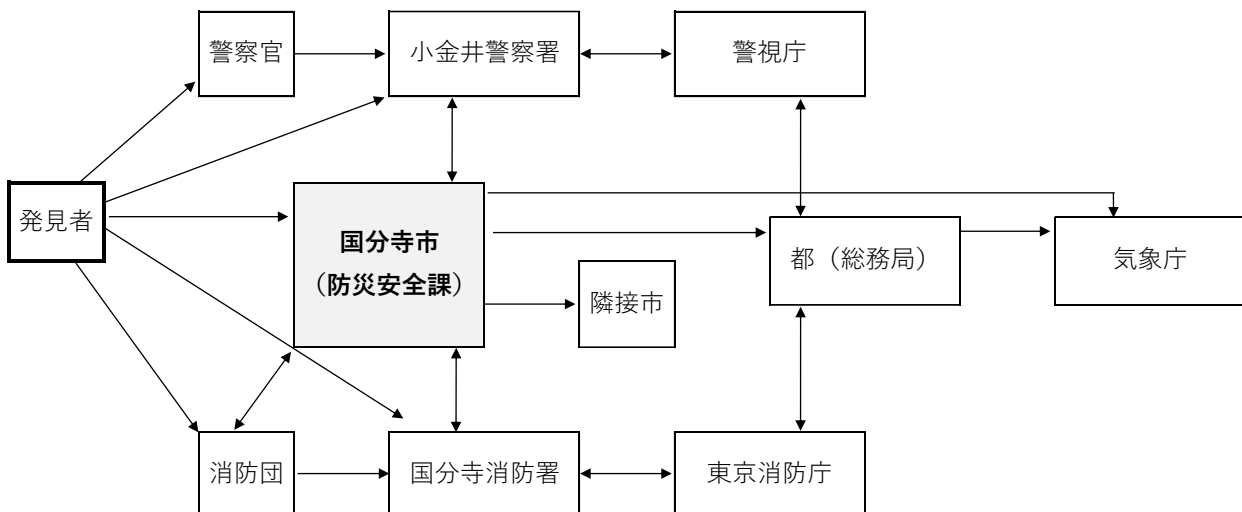 警察官
小金井警察署
警視庁
発見者
国分寺市
（防災安全課）
都（総務局）
気象庁
隣接市
消防団
国分寺消防署
東京消防庁